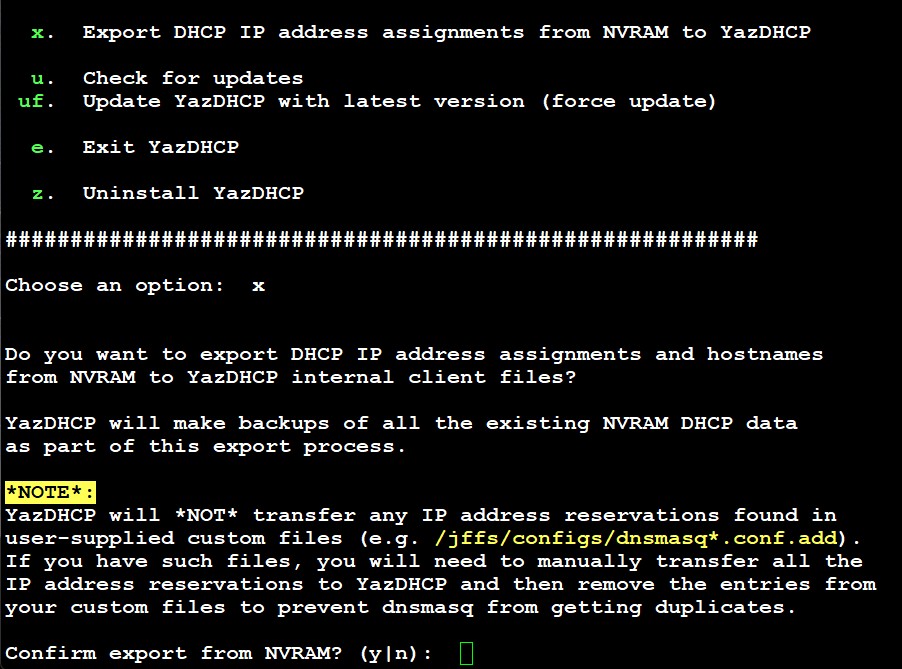 x.  Export DHCP IP address assignments from NVRAM to YazDHCP
u.  Check for updates
uf.  Update YazDHCP with latest version (force update)
e.  Exit YazDHCP
z.  Uninstall YazDHCP
##########################################################
Choose an option:  x
Do you want to export DHCP IP address assignments and hostnames
from NVRAM to YazDHCP internal client files?
YazDHCP will make backups of all the existing NVRAM DHCP data
as part of this export process.
*NOTE*:
YazDHCP will *NOT* transfer any IP address reservations found in
user-supplied custom files (e.g. /jffs/configs/dnsmasq*.conf.add).
If you have such files, you will need to manually transfer all the
IP address reservations to YazDHCP and then remove the entries from
your custom files to prevent dnsmasq from getting duplicates.
Confirm export from NVRAM? (y|n):